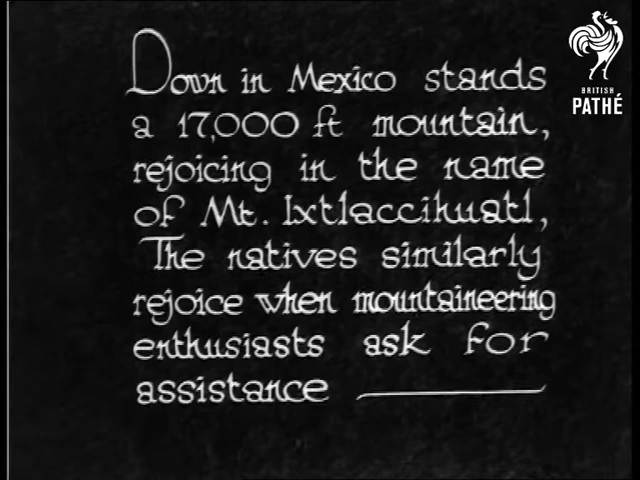 Down in Mexico stands
a 17,000 ft mountain,
rejoicing in the name
of Mt. Ixtlaccihuatl,
The natives similarly
rejoice when mountaineering
enthusiasts ask for
assistance
BRITISH
PATHÉ